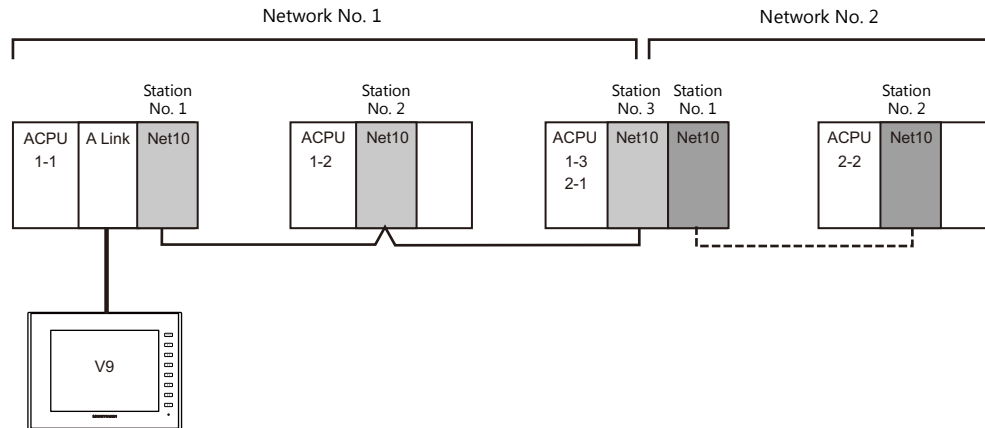 Network No. 1
Network No. 2
Station
No. 1
Station
No. 2
Station
No. 3
Station
No. 1
Station
No. 2
ACPU
1-1
A Link
Net10
ACPU
1-2
Net10
ACPU
1-3
2-1
Net10
Net10
ACPU
2-2
Net10
V9